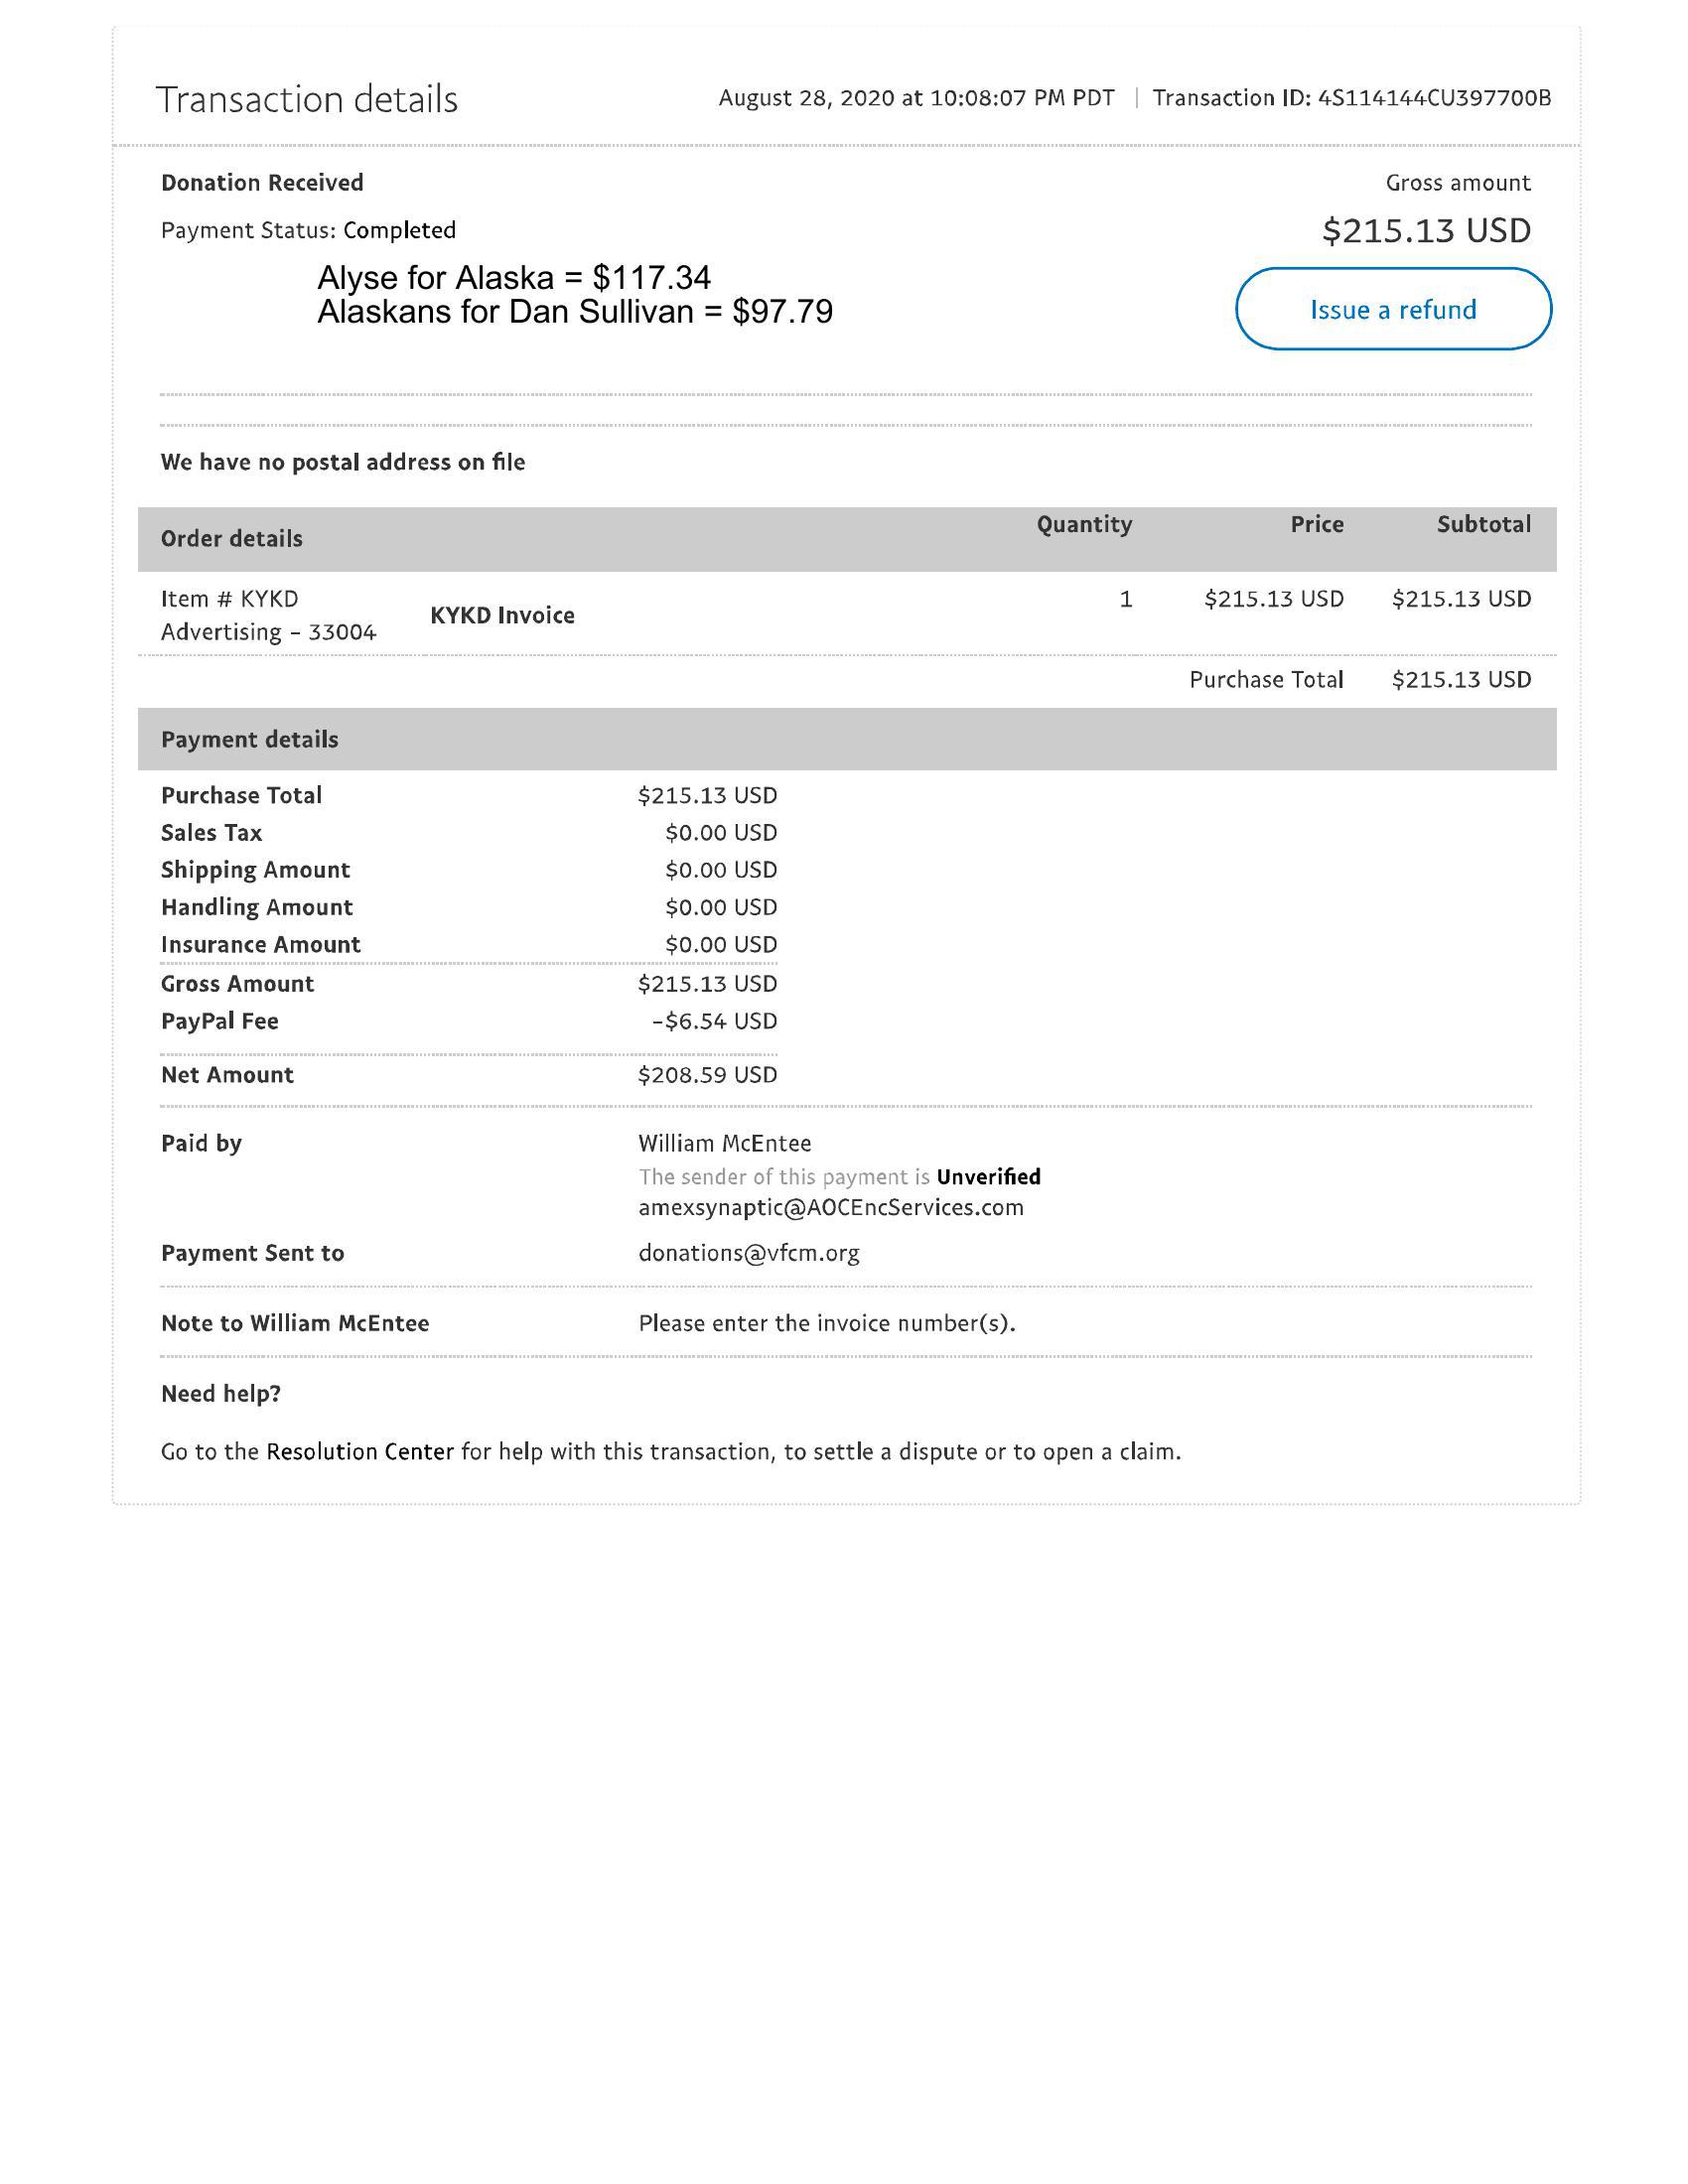 Transaction details
August 28, 2020 at 10:08:07 PM PDT | Transaction ID: 4S114144CU397700B
Donation Received
Gross amount
Payment Status: Completed
$215.13 USD
Alyse for Alaska = $117.34
Alaskans for Dan Sullivan = $97.79
Issue a refund
We have no postal address on file
Order details Quantity Price Subtotal
Item # KYKD
Advertising – 33004
KYKD Invoice
1 $215.13 USD $215.13 USD
Purchase Total $215.13 USD
Payment details
Purchase Total $215.13 USD
Sales Tax $0.00 USD
Shipping Amount $0.00 USD
Handling Amount $0.00 USD
Insurance Amount $0.00 USD
Gross Amount $215.13 USD
PayPal Fee -$6.54 USD
Net Amount $208.59 USD
Paid by William McEntee
The sender of this payment is Unverified
amexsynaptic@AOCEncServices.com
Payment Sent to donations@vfcm.org
Note to William McEntee Please enter the invoice number(s).
Need help?
Go to the Resolution Center for help with this transaction, to settle a dispute or to open a claim.